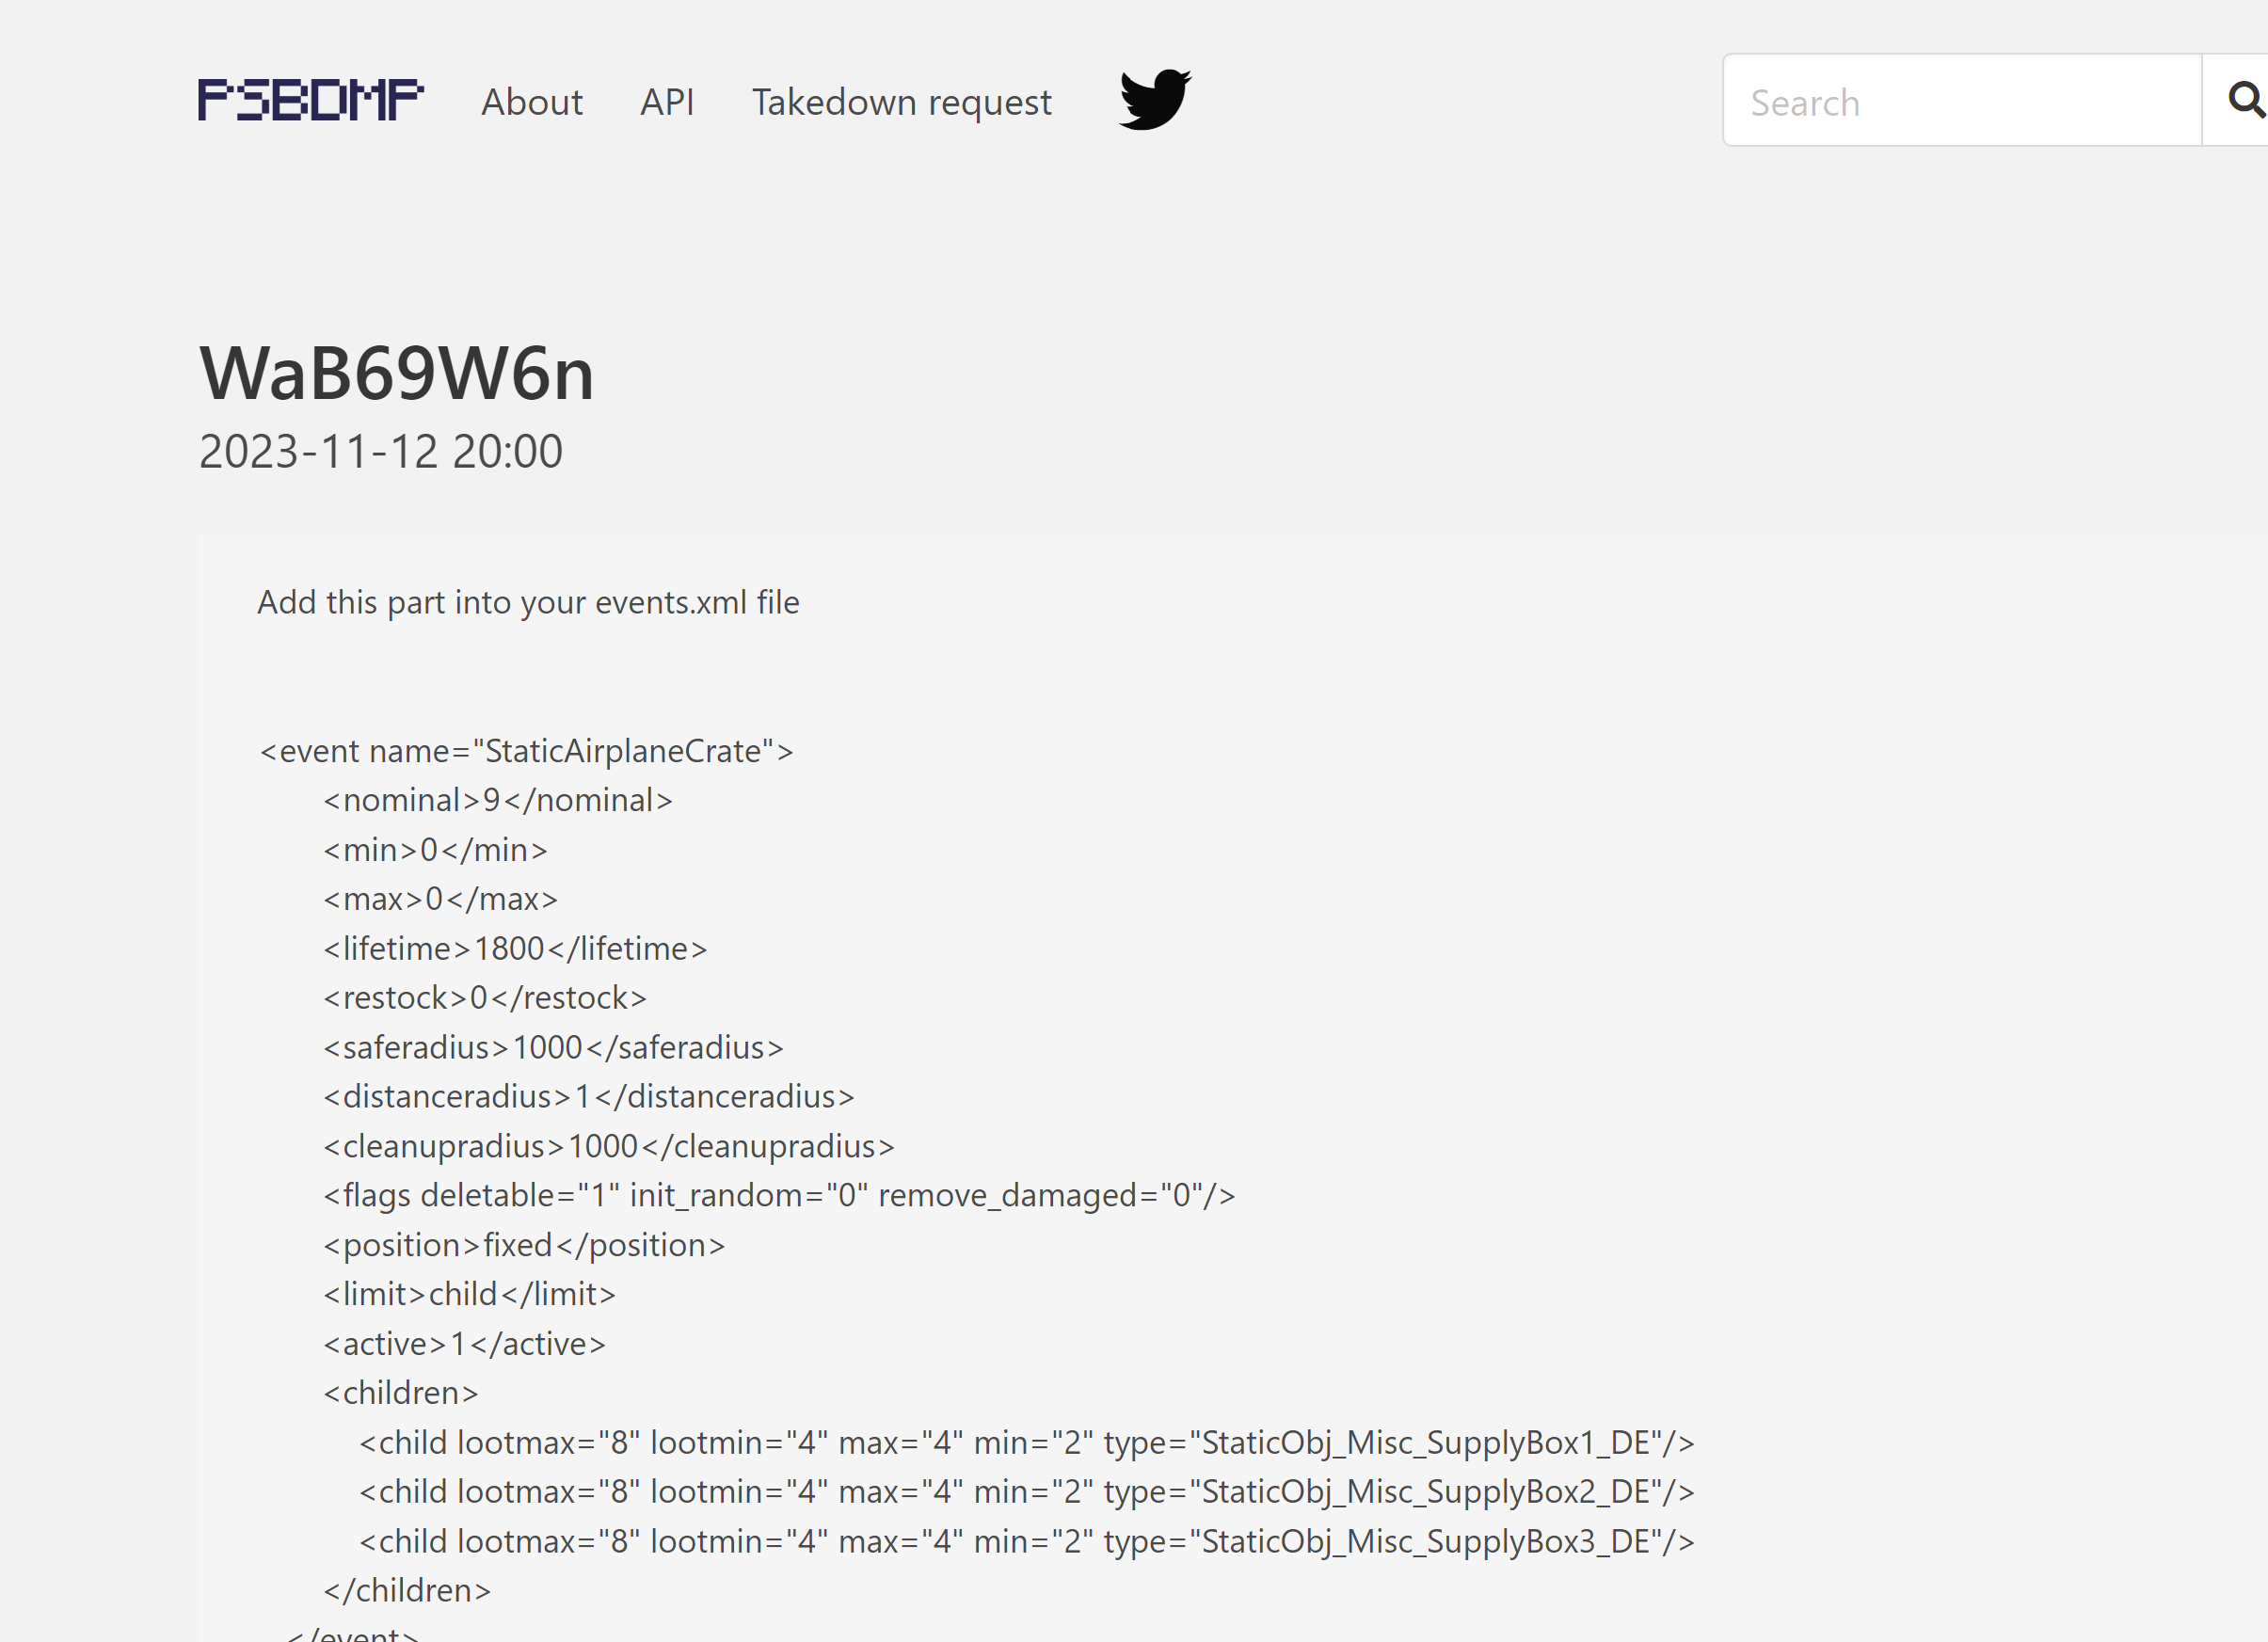 PSBDMP About API Takedown request Search
WaB69W6n
2023-11-12 20:00
Add this part into your events.xml file
<event name="StaticAirplaneCrate">
<nominal>9</nominal>
<min>0</min>
<max>0</max>
<lifetime>1800</lifetime>
<restock>0</restock>
<saferadius>1000</saferadius>
<distanceradius>1</distanceradius>
<cleanupradius>1000</cleanupradius>
<flags deletable="1" init_random="0" remove_damaged="0"/>
<position>fixed</position>
<limit>child</limit>
<active>1</active>
<children>
<child lootmax="8" lootmin="4" max="4" min="2" type="StaticObj_Misc_SupplyBox1_DE"/>
<child lootmax="8" lootmin="4" max="4" min="2" type="StaticObj_Misc_SupplyBox2_DE"/>
<child lootmax="8" lootmin="4" max="4" min="2" type="StaticObj_Misc_SupplyBox3_DE"/>
</children>
</event>